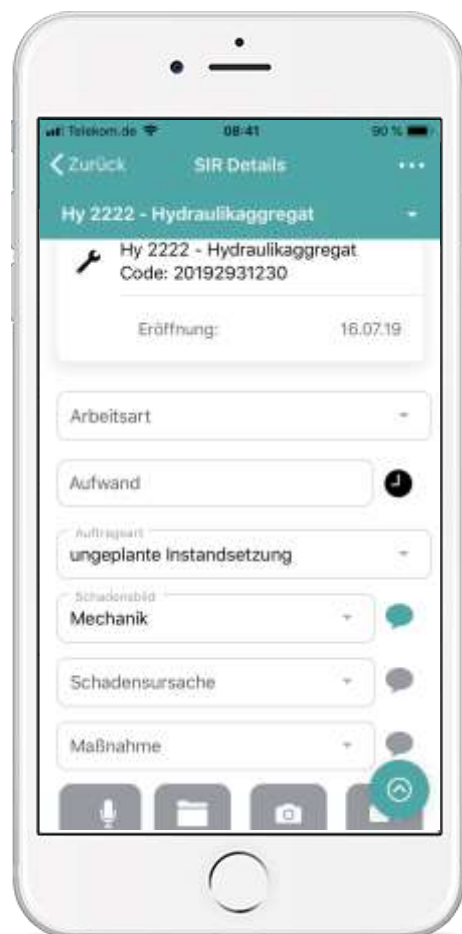 Telekom.de 08:41 90 %
Zurück SIR Details
Hy 2222 - Hydraulikaggregat
Hy 2222 - Hydraulikaggregat
Code: 20192931230
Eröffnung: 16.07.19
Arbeitsart
Aufwand
Auftragsart
ungeplante Instandsetzung
Schadensbild
Mechanik
Schadensursache
Maßnahme